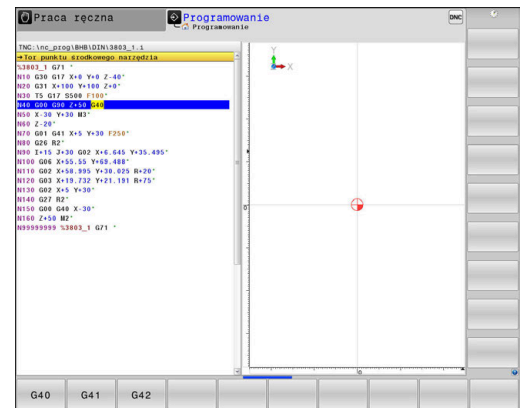 Praca ręczna
Programowanie
Programowanie
DNC
TNC:\nc_prog\BHB\DIN\3803_1.i
→Tor punktu środkowego narzędzia
%3803_1 G71 *
N10 G30 G17 X+0 Y+0 Z-40*
N20 G31 X+100 Y+100 Z+0*
N30 T5 G17 S500 F100*
N40 G00 G90 Z+50 G40
N50 X-30 Y+30 M3*
N60 Z-20*
N70 G01 G41 X+5 Y+30 F250*
N80 G26 R2*
N90 I+15 J+30 G02 X+6.645 Y+35.495*
N100 G06 X+55.55 Y+69.488*
N110 G02 X+58.995 Y+30.025 R+20*
N120 G03 X+19.732 Y+21.191 R+75*
N130 G02 X+5 Y+30*
N140 G27 R2*
N150 G00 G40 X-30*
N160 Z+50 M2*
N99999999 %3803_1 G71 *
Y
X
0
0
G40 G41 G42